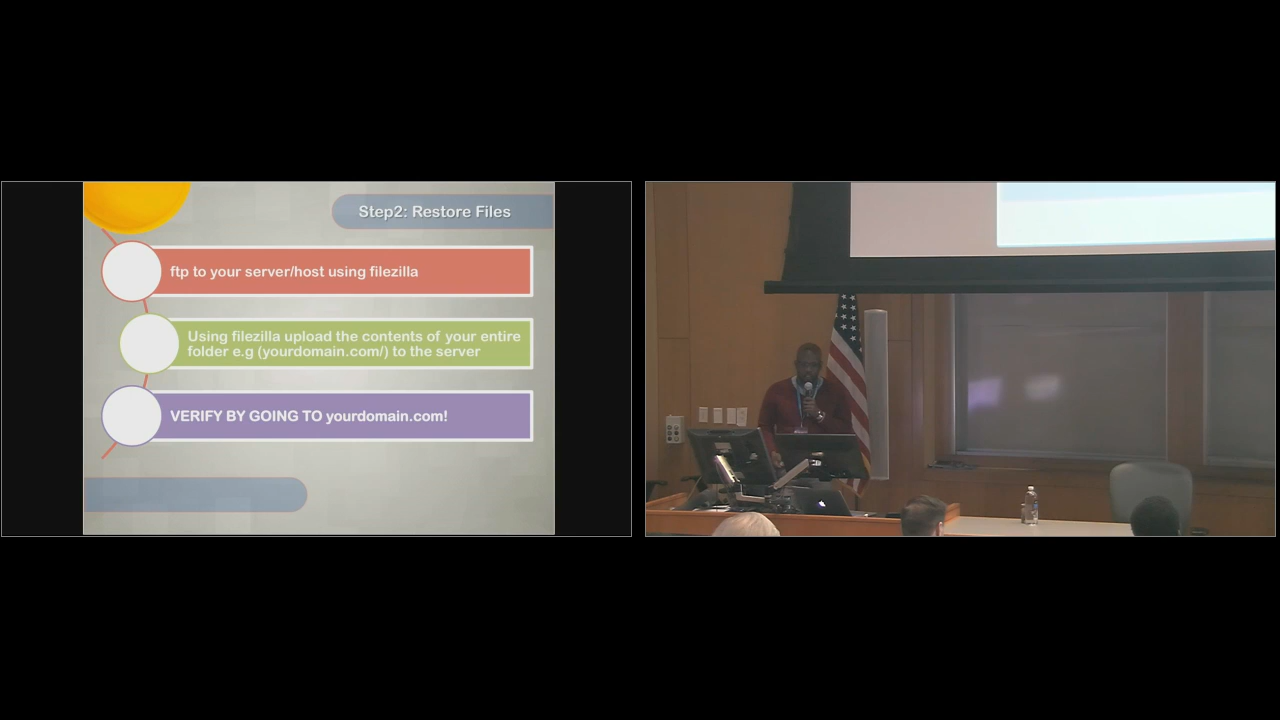 Step2: Restore Files
ftp to your server/host using filezilla
Using filezilla upload the contents of your entire
folder e.g (yourdomain.com/) to the server
VERIFY BY GOING TO yourdomain.com!